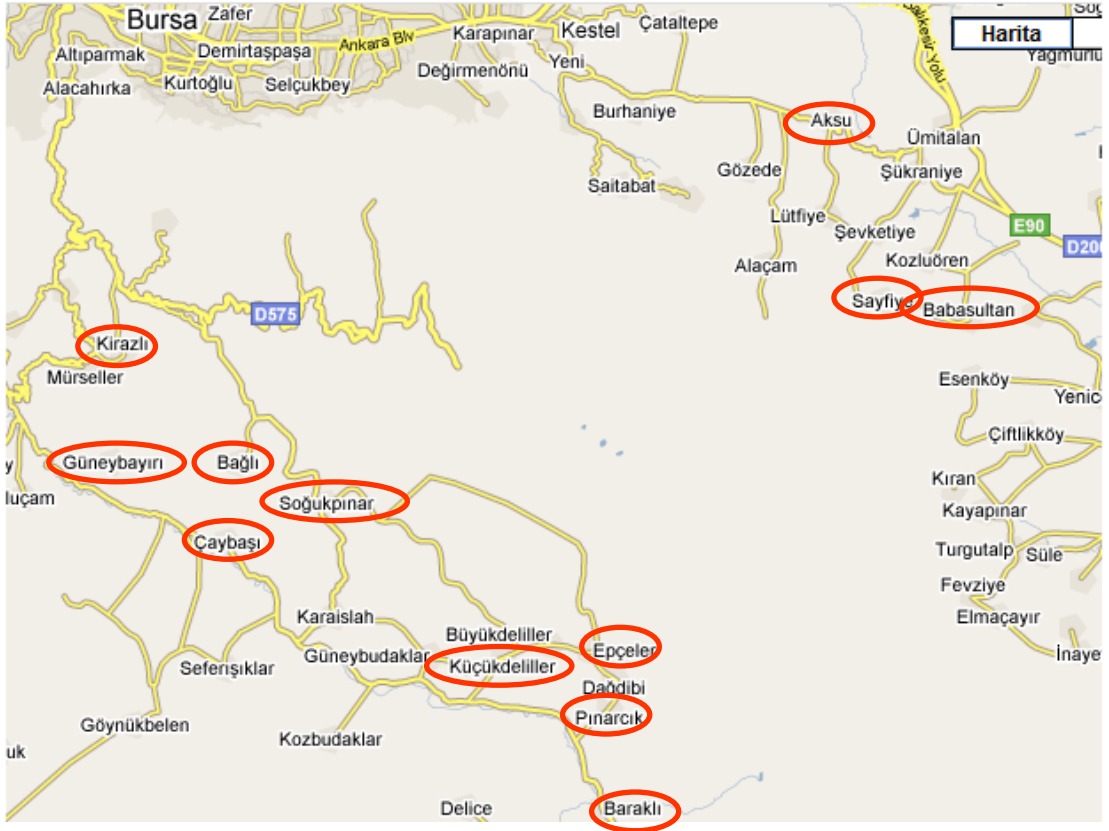 Bursa
Zafer
Altıparmak
Demirtaşpaşa
Ankara Blv
Alacahırka
Kurtoğlu
Selçukbey
Karapınar
Kestel
Çataltepe
Değirmenönü
Yeni
Burhaniye
Saitabat
Harita
Aksu
Ümitalan
Gözede
Şükraniye
Lütfiye
Şevketiye
E90
Alaçam
Kozluören
Sayfiye
Babasultan
D575
Kirazlı
Mürseller
Esenköy
Çiftlikköy
Güneybayırı
Bağlı
Soğukpınar
Kıran
Kayapınar
Çaybaşı
Turgutalp
Süle
Fevziye
Elmaçayır
Karaislah
Büyükdeliller
Epçeler
Seferışıklar
Güneybudaklar
Küçükdeliller
Dağdibi
Pınarcık
Göynükbelen
Kozbudaklar
Delice
Baraklı